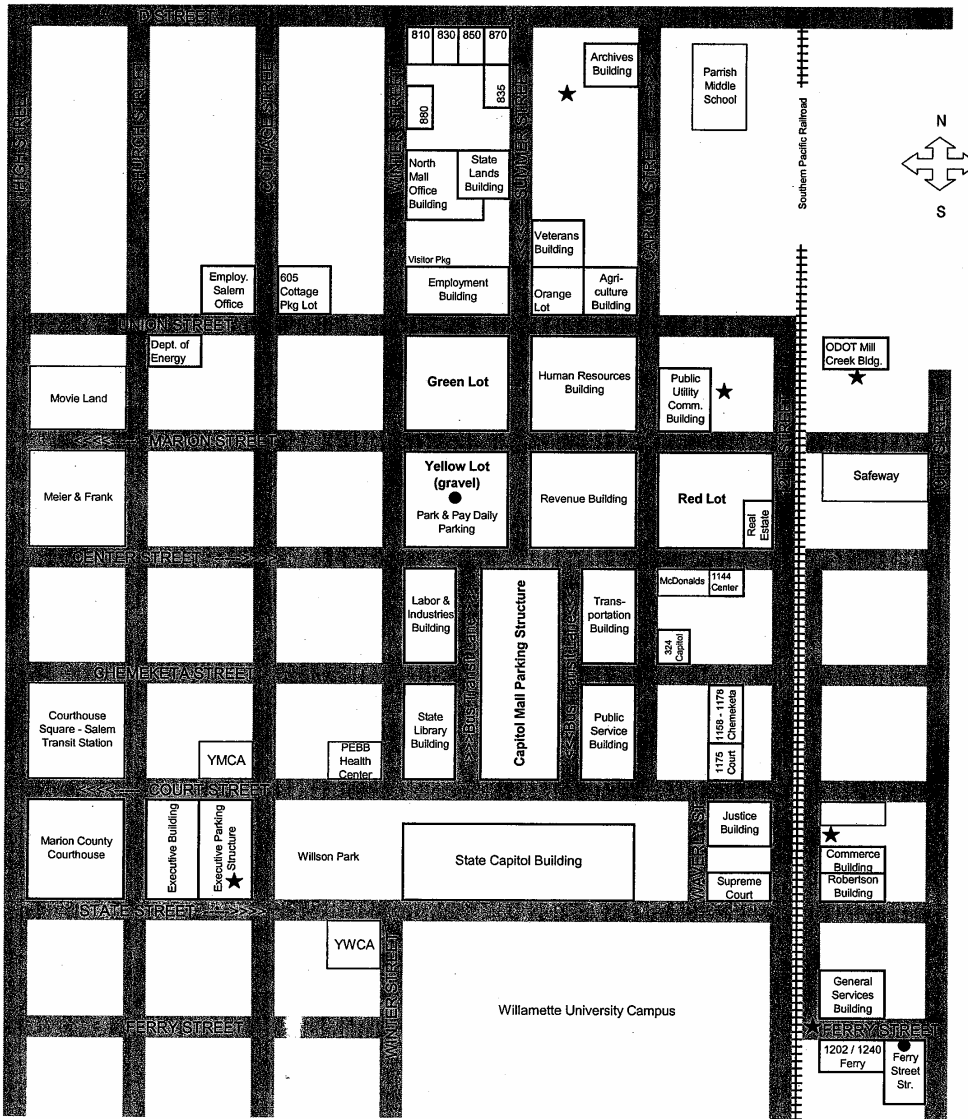 D STREET
HIGH STREET
CHURCH STREET
COTTAGE STREET
WINTER STREET
810
830
850
870
835
880
SUMMER STREET
Archives
Building
CAPITOL STREET
Parrish
Middle
School
Southern Pacific Railroad
N
S
North
Mall
Office
Building
State
Lands
Building
Visitor Pkg
Employment
Building
Veterans
Building
Orange
Lot
Agri-
culture
Building
Employ.
Salem
Office
605
Cottage
Pkg Lot
UNION STREET
Dept. of
Energy
Movie Land
Green Lot
Human Resources
Building
Public
Utility
Comm.
Building
ODOT Mill
Creek Bldg.
12TH STREET
<<<
MARION STREET
Meier & Frank
Yellow Lot
(gravel)
Park & Pay Daily
Parking
Revenue Building
Red Lot
Real
Estate
Safeway
CENTER STREET
>>>
Labor &
Industries
Building
>>>Bus Transit Lane>>>
Capitol Mall Parking Structure
<<<Bus Transit Lane<<<
Trans-
portation
Building
McDonalds
1144
Center
324
Capitol
CHEMEKETA STREET
Courthouse
Square - Salem
Transit Station
YMCA
PEBB
Health
Center
State
Library
Building
Public
Service
Building
1158 - 1178
Chemeketa
1175
Court
<<<
COURT STREET
Marion County
Courthouse
Executive Building
Executive Parking
Structure
Willson Park
State Capitol Building
WAVERLY ST
Justice
Building
Supreme
Court
Commerce
Building
Robertson
Building
STATE STREET
>>>
YWCA
WINTER STREET
Willamette University Campus
General
Services
Building
FERRY STREET
FERRY STREET
1202 / 1240
Ferry
Ferry
Street
Str.